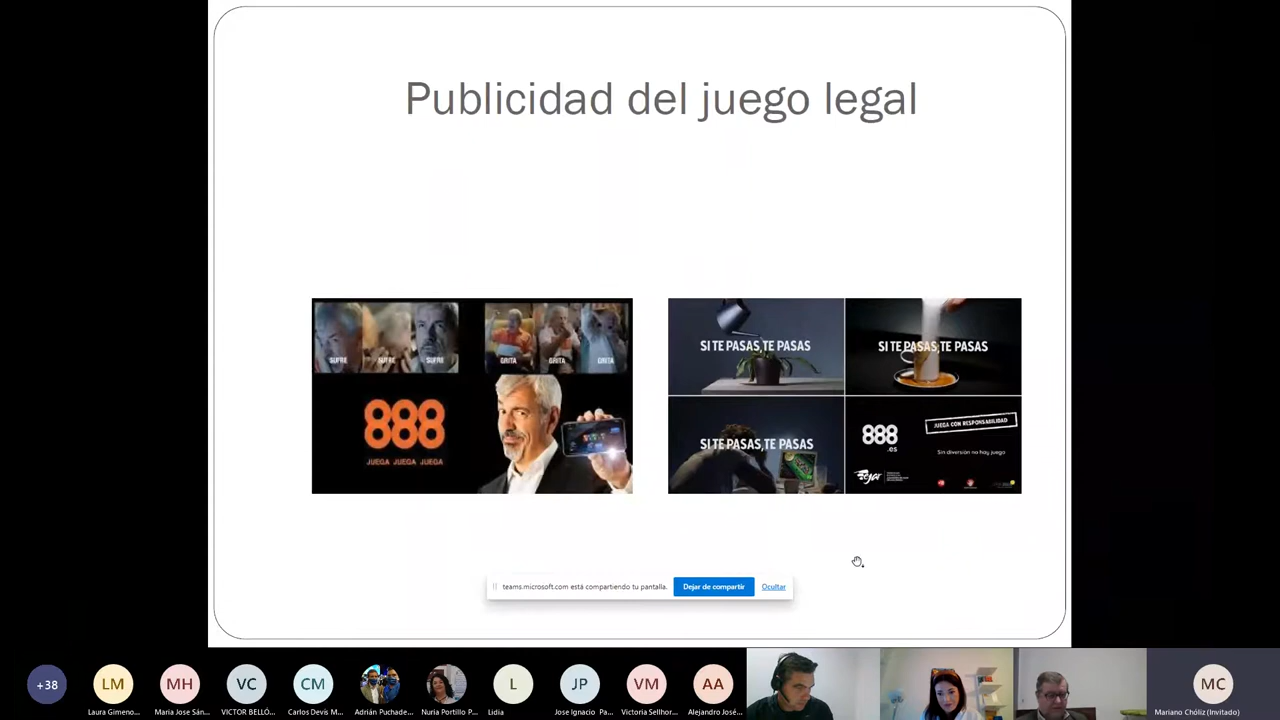 Publicidad del juego legal
SUFRE SUFRE SUFRE
GRITA GRITA GRITA
888
JUEGA JUEGA JUEGA
SI TE PASAS, TE PASAS
SI TE PASAS, TE PASAS
SI TE PASAS, TE PASAS
888
.es
JUEGA CON RESPONSABILIDAD
Sin diversión no hay juego
teams.microsoft.com está compartiendo tu pantalla.
Dejar de compartir
Ocultar
+38
LM
MH
VC
CM
L
JP
VM
AA
MC
Laura Gimeno...
Maria Jose Sán...
VICTOR BELLÓ...
Carlos Devis M...
Adrián Puchade...
Nuria Portillo P...
Lidia
Jose Ignacio Pa...
Victoria Sellhor...
Alejandro José...
Mariano Chóliz (Invitado)